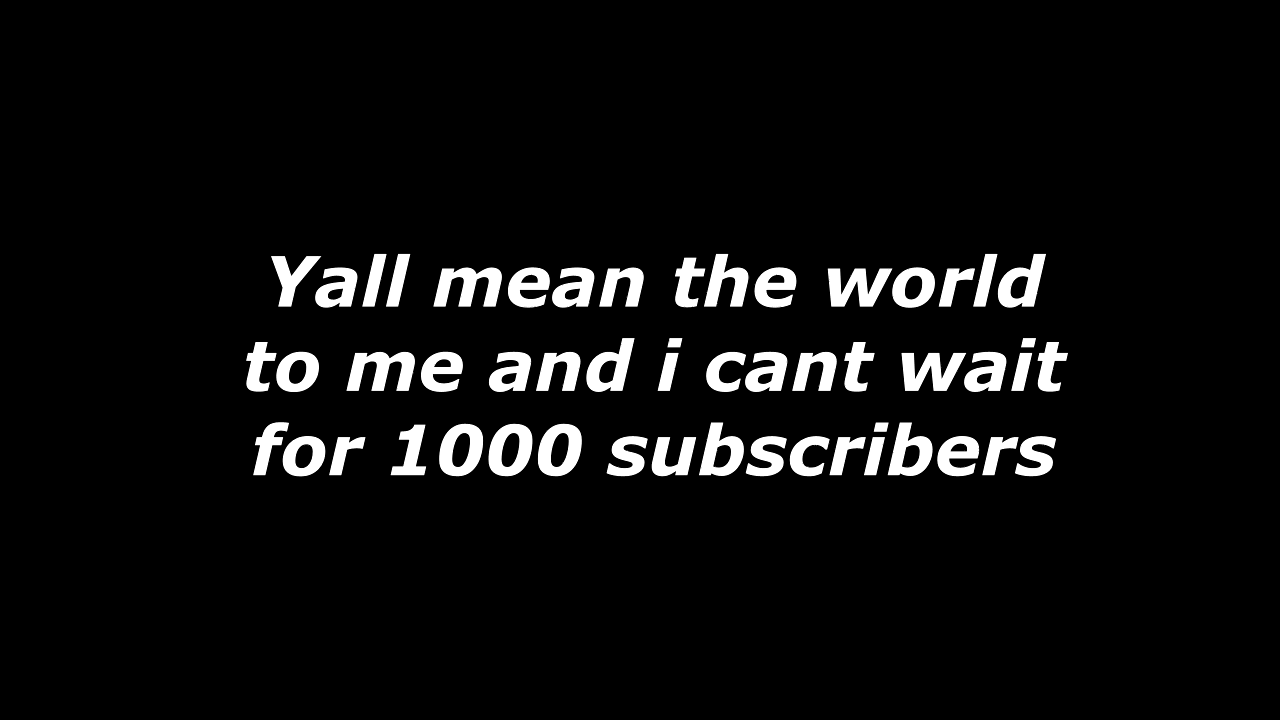 Yall mean the world
to me and i cant wait
for 1000 subscribers